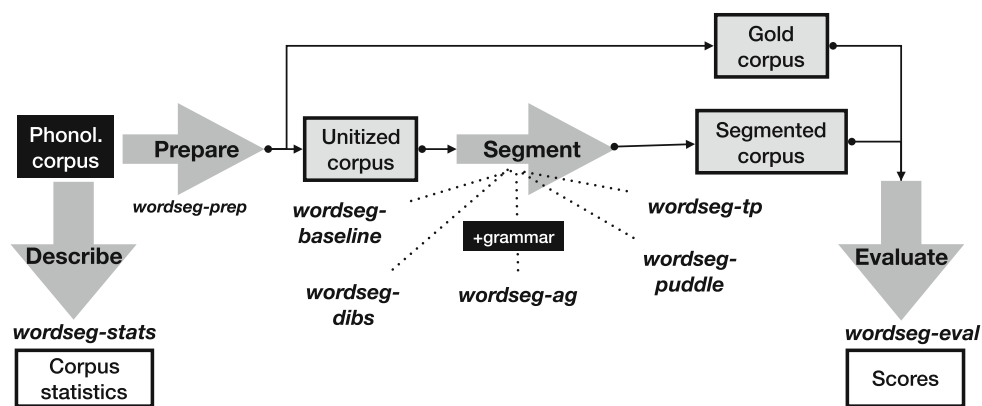 Gold
corpus
Phonol.
corpus
Prepare
Unitized
corpus
Segment
Segmented
corpus
wordseg-prep
wordseg-
baseline
+grammar
wordseg-tp
Describe
wordseg-
dibs
wordseg-ag
wordseg-
puddle
Evaluate
wordseg-stats
wordseg-eval
Corpus
statistics
Scores